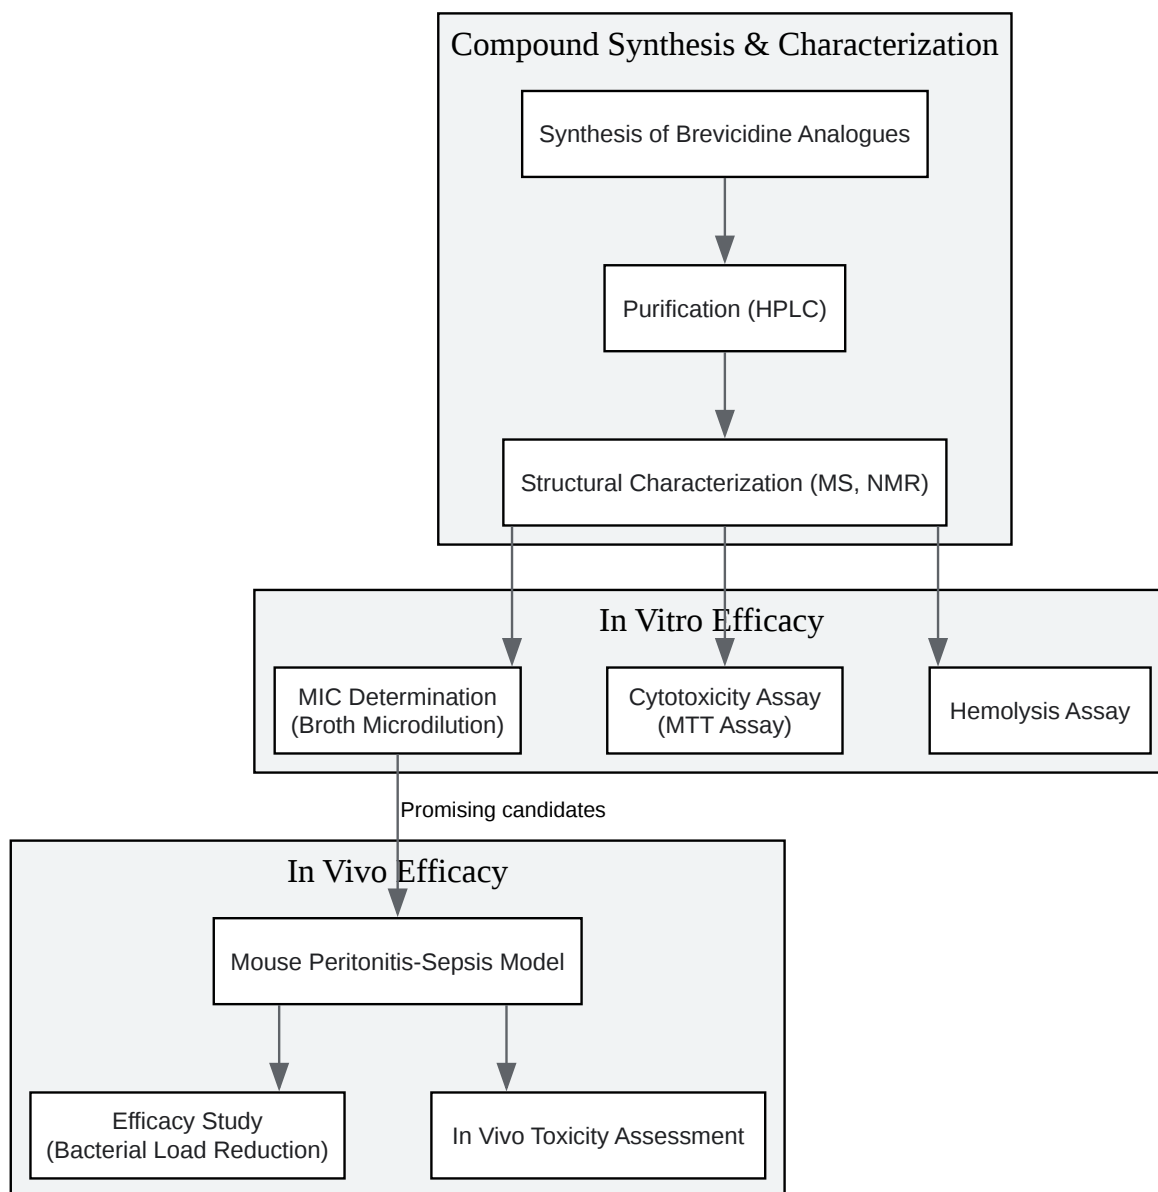 Compound Synthesis & Characterization
Synthesis of Brevicidine Analogues
Purification (HPLC)
Structural Characterization (MS, NMR)
In Vitro Efficacy
MIC Determination
(Broth Microdilution)
Cytotoxicity Assay
(MTT Assay)
Hemolysis Assay
Promising candidates
In Vivo Efficacy
Mouse Peritonitis-Sepsis Model
Efficacy Study
(Bacterial Load Reduction)
In Vivo Toxicity Assessment